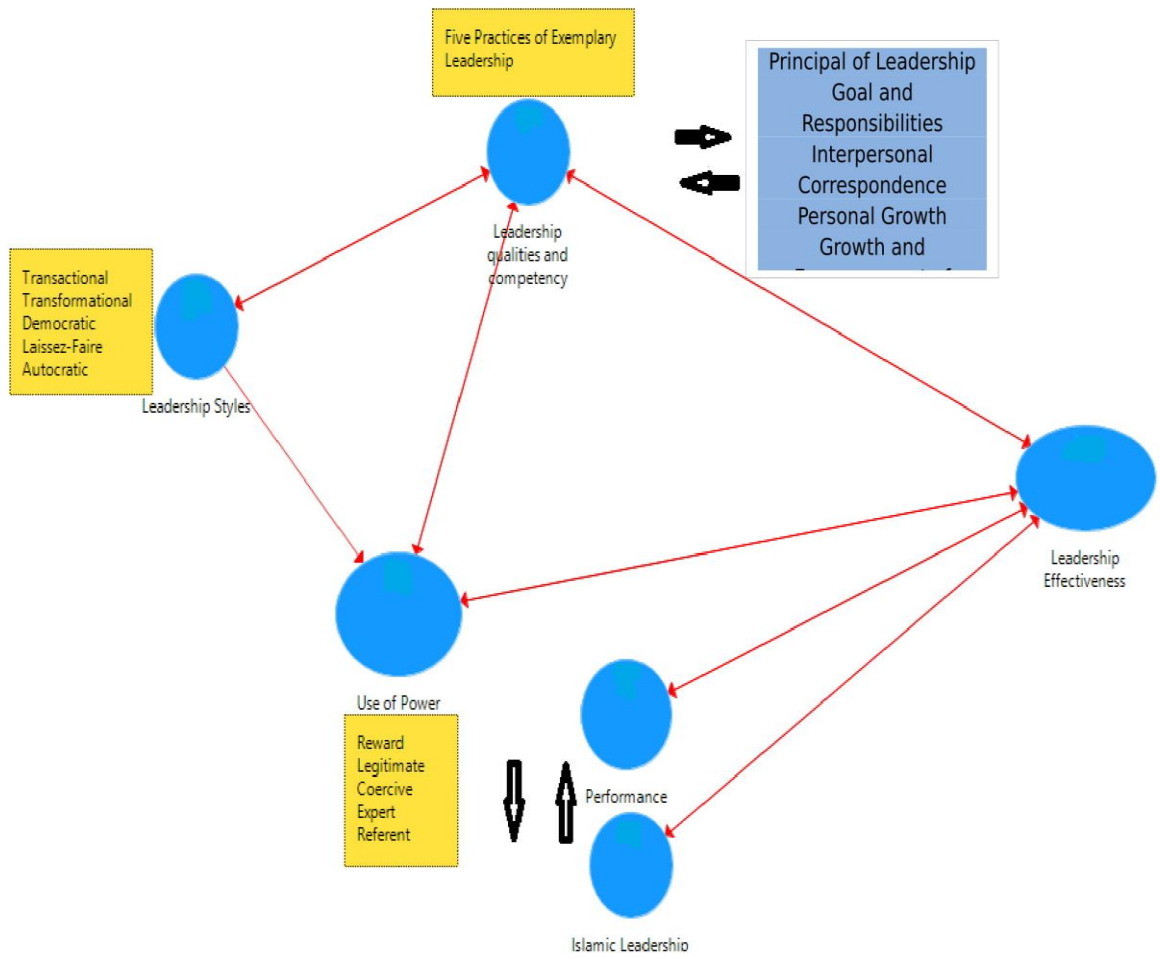 Five Practices of Exemplary
Leadership
Principal of Leadership
Goal and
Responsibilities
Interpersonal
Correspondence
Personal Growth
Growth and
Leadership
qualities and
competency
Transactional
Transformational
Democratic
Laissez-Faire
Autocratic
Leadership Styles
Leadership
Effectiveness
Use of Power
Reward
Legitimate
Coercive
Expert
Referent
Performance
Islamic Leadership